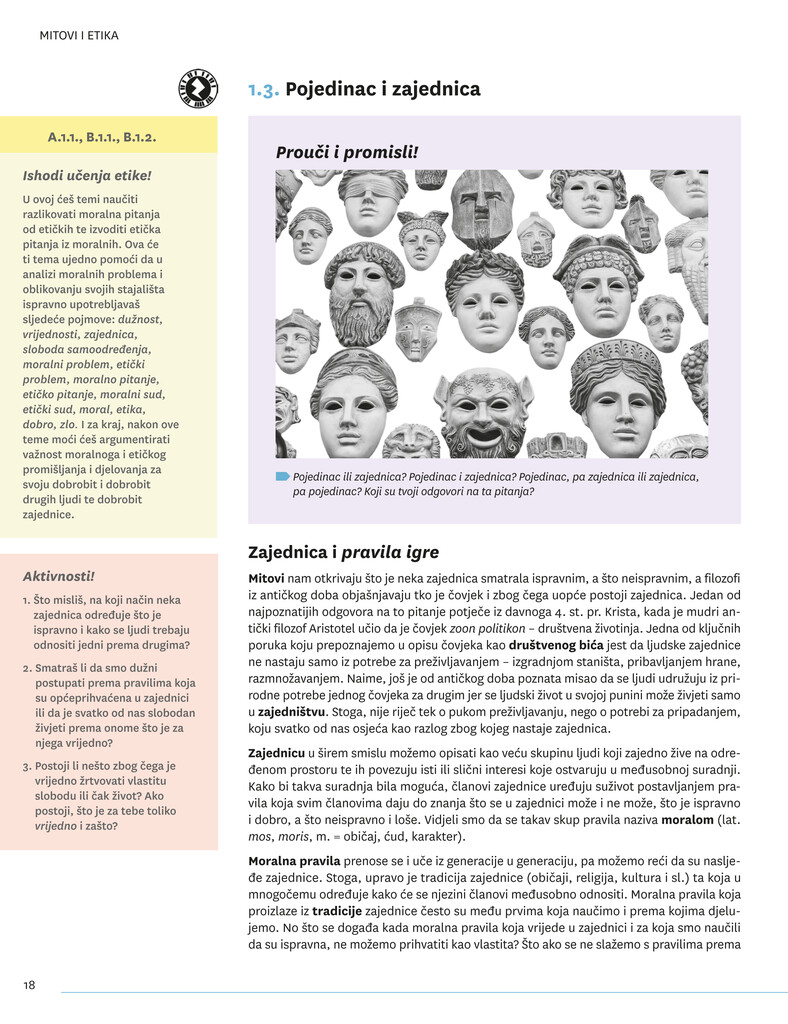 MITOVI I ETIKA
1.3. Pojedinac i zajednica
A.1.1., B.1.1., B.1.2.
Ishodi učenja etike!
U ovoj ćeš temi naučiti
razlikovati moralna pitanja
od etičkih te izvoditi etička
pitanja iz moralnih. Ova će
ti tema ujedno pomoći da u
analizi moralnih problema i
oblikovanju svojih stajališta
ispravno upotrebljavaš
sljedeće pojmove: dužnost,
vrijednosti, zajednica,
sloboda samoodređenja,
moralni problem, etički
problem, moralno pitanje,
etičko pitanje, moralni sud,
etički sud, moral, etika,
dobro, zlo. I za kraj, nakon ove
teme moći ćeš argumentirati
važnost moralnoga i etičkog
promišljanja i djelovanja za
svoju dobrobit i dobrobit
drugih ljudi te dobrobit
zajednice.
Aktivnosti!
1. Što misliš, na koji način neka
zajednica određuje što je
ispravno i kako se ljudi trebaju
odnositi jedni prema drugima?
2. Smatraš li da smo dužni
postupati prema pravilima koja
su općeprihvaćena u zajednici
ili da je svatko od nas slobodan
živjeti prema onome što je za
njega vrijedno?
3. Postoji li nešto zbog čega je
vrijedno žrtvovati vlastitu
slobodu ili čak život? Ako
postoji, što je za tebe toliko
vrijedno i zašto?
Prouči i promisli!
Pojedinac ili zajednica? Pojedinac i zajednica? Pojedinac, pa zajednica ili zajednica,
pa pojedinac? Koji su tvoji odgovori na ta pitanja?
Zajednica i pravila igre
Mitovi nam otkrivaju što je neka zajednica smatrala ispravnim, a što neispravnim, a filozofi
iz antičkog doba objašnjavaju tko je čovjek i zbog čega uopće postoji zajednica. Jedan od
najpoznatijih odgovora na to pitanje potječe iz davnoga 4. st. pr. Krista, kada je mudri an-
tički filozof Aristotel učio da je čovjek zoon politikon – društvena životinja. Jedna od ključnih
poruka koju prepoznajemo u opisu čovjeka kao društvenog bića jest da ljudske zajednice
ne nastaju samo iz potrebe za preživljavanjem – izgradnjom staništa, pribavljanjem hrane,
razmnožavanjem. Naime, još je od antičkog doba poznata misao da se ljudi udružuju iz pri-
rodne potrebe jednog čovjeka za drugim jer se ljudski život u svojoj punini može živjeti samo
u zajedništvu. Stoga, nije riječ tek o pukom preživljavanju, nego o potrebi za pripadanjem,
koju svatko od nas osjeća kao razlog zbog kojeg nastaje zajednica.
Zajednicu u širem smislu možemo opisati kao veću skupinu ljudi koji zajedno žive na odre-
đenom prostoru te ih povezuju isti ili slični interesi koje ostvaruju u međusobnoj suradnji.
Kako bi takva suradnja bila moguća, članovi zajednice uređuju suživot postavljanjem pra-
vila koja svim članovima daju do znanja što se u zajednici može i ne može, što je ispravno
i dobro, a što neispravno i loše. Vidjeli smo da se takav skup pravila naziva moralom (lat.
mos, moris, m. = običaj, ćud, karakter).
Moralna pravila prenose se i uče iz generacije u generaciju, pa možemo reći da su naslje-
đe zajednice. Stoga, upravo je tradicija zajednice (običaji, religija, kultura i sl.) ta koja u
mnogočemu određuje kako će se njezini članovi međusobno odnositi. Moralna pravila koja
proizlaze iz tradicije zajednice često su među prvima koja naučimo i prema kojima djelu-
jemo. No što se događa kada moralna pravila koja vrijede u zajednici i za koja smo naučili
da su ispravna, ne možemo prihvatiti kao vlastita? Što ako se ne slažemo s pravilima prema
18